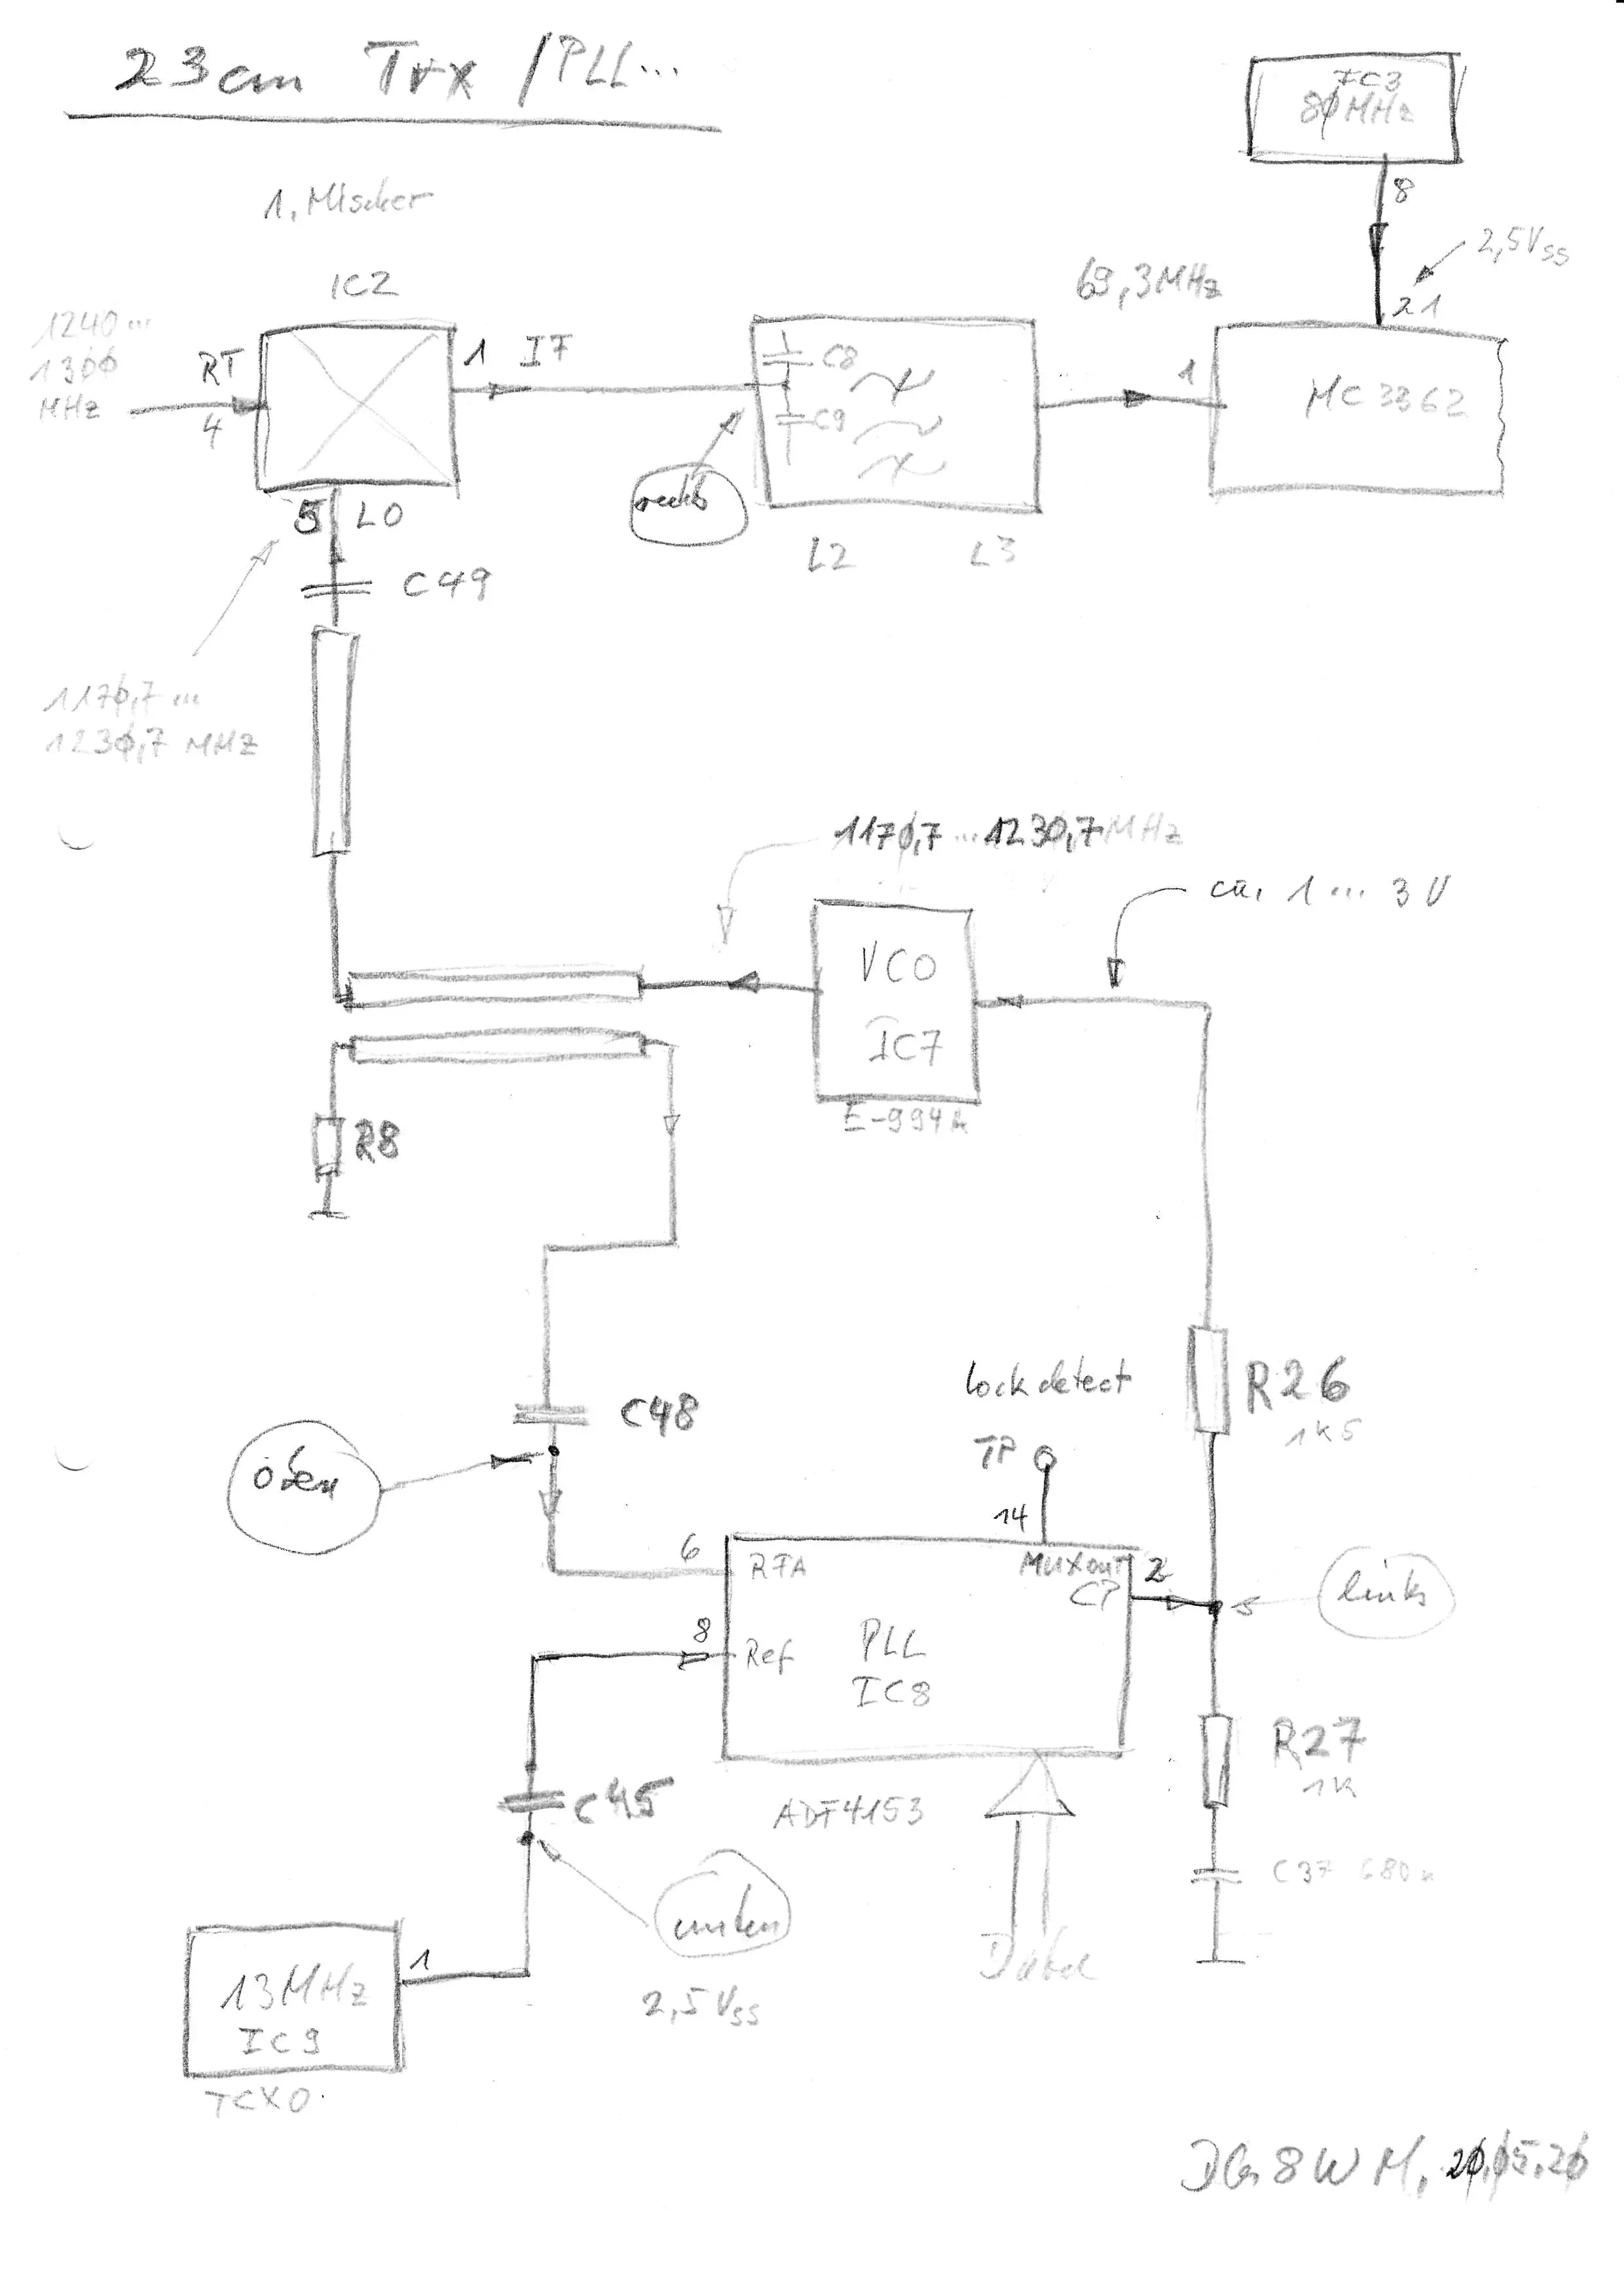 23cm Trx /PLL...
IC3
80MHz
8
1. Mischer
2,5Vss
21
IC2
69,3MHz
1240...
1300
MHz
RF
4
1 IF
C8
C9
1
MC3362
rechts
5 LO
L2 L3
C49
1170,7...
1230,7 MHz
1170,7...1230,7 MHz
ca. 1 ... 3 V
VCO
IC7
E-994A
R8
lock detect
R26
1k5
C48
TP
oben
14
6
RFA
Muxout
2
CP
links
8
Ref
PLL
IC8
R27
1k
C45
ADF4153
C37 680n
unten
1
13MHz
IC9
2,5Vss
TCXO
DG8WM, 20.05.20